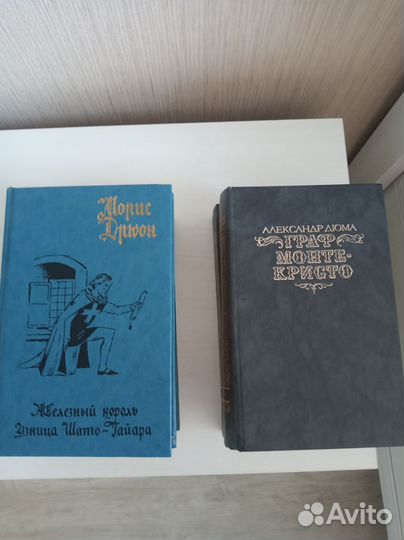 Морис
Дрюон
Железный король
Узница Шато-Гайара
АЛЕКСАНДР ДЮМА
ГРАФ
МОНТЕ-
КРИСТО
Avito